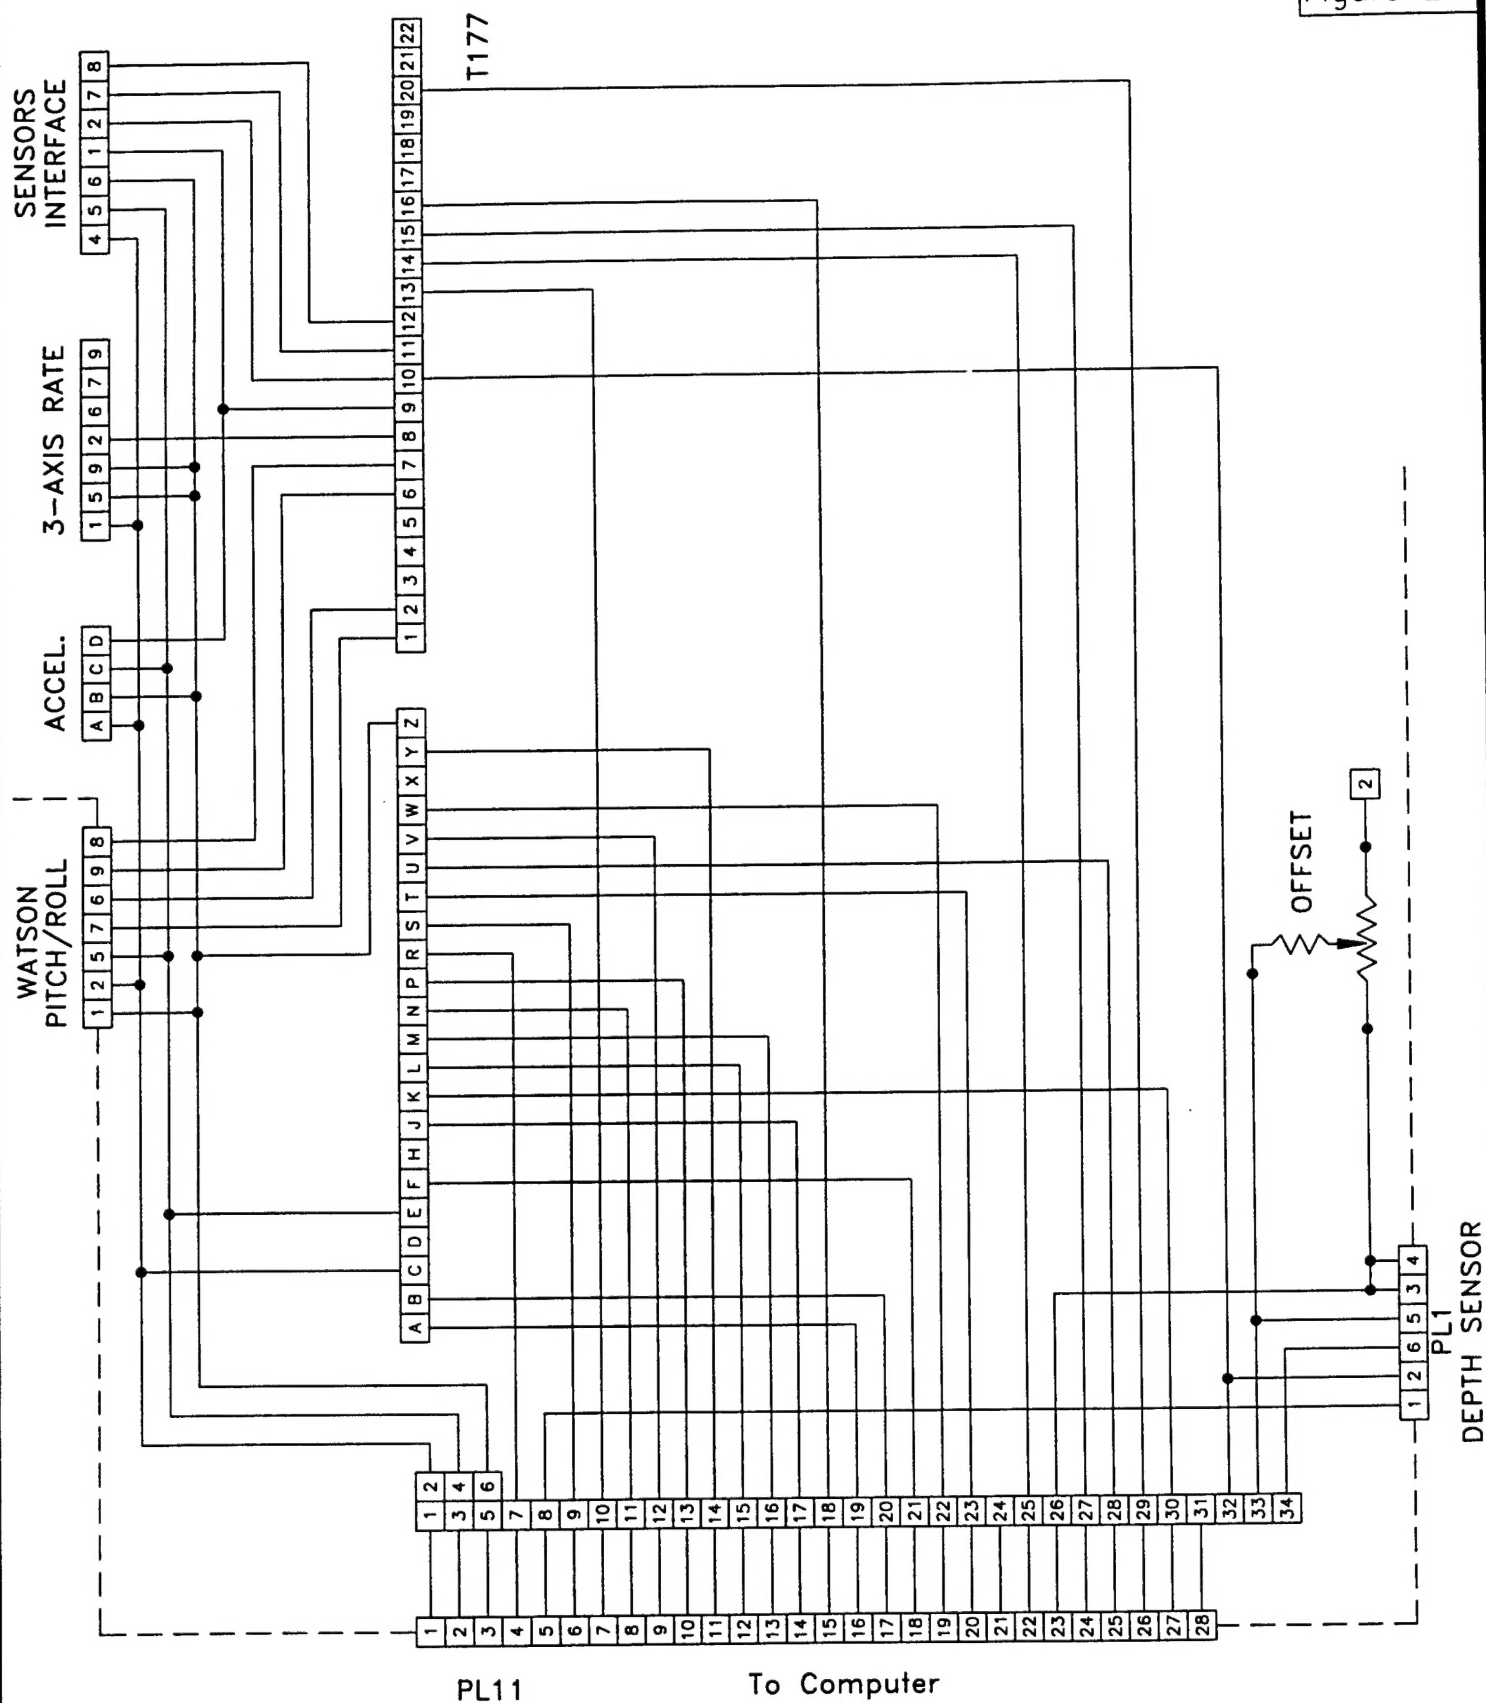 SENSORS
INTERFACE
4 5 6 1 2 7 8
3-AXIS RATE
1 5 9 2 6 7 9
ACCEL.
A B C D
WATSON
PITCH/ROLL
1 2 5 7 6 9 8
T177
1 2 3 4 5 6 7 8 9 10 11 12 13 14 15 16 17 18 19 20 21 22
A B C D E F H J K L M N P R S T U V W X Y Z
OFFSET
2
1 2 6 5 3 4
PL1
DEPTH SENSOR
2 4 6
1 3 5 7 8 9 10 11 12 13 14 15 16 17 18 19 20 21 22 23 24 25 26 27 28 29 30 31 32 33 34
1 2 3 4 5 6 7 8 9 10 11 12 13 14 15 16 17 18 19 20 21 22 23 24 25 26 27 28
PL11
To Computer